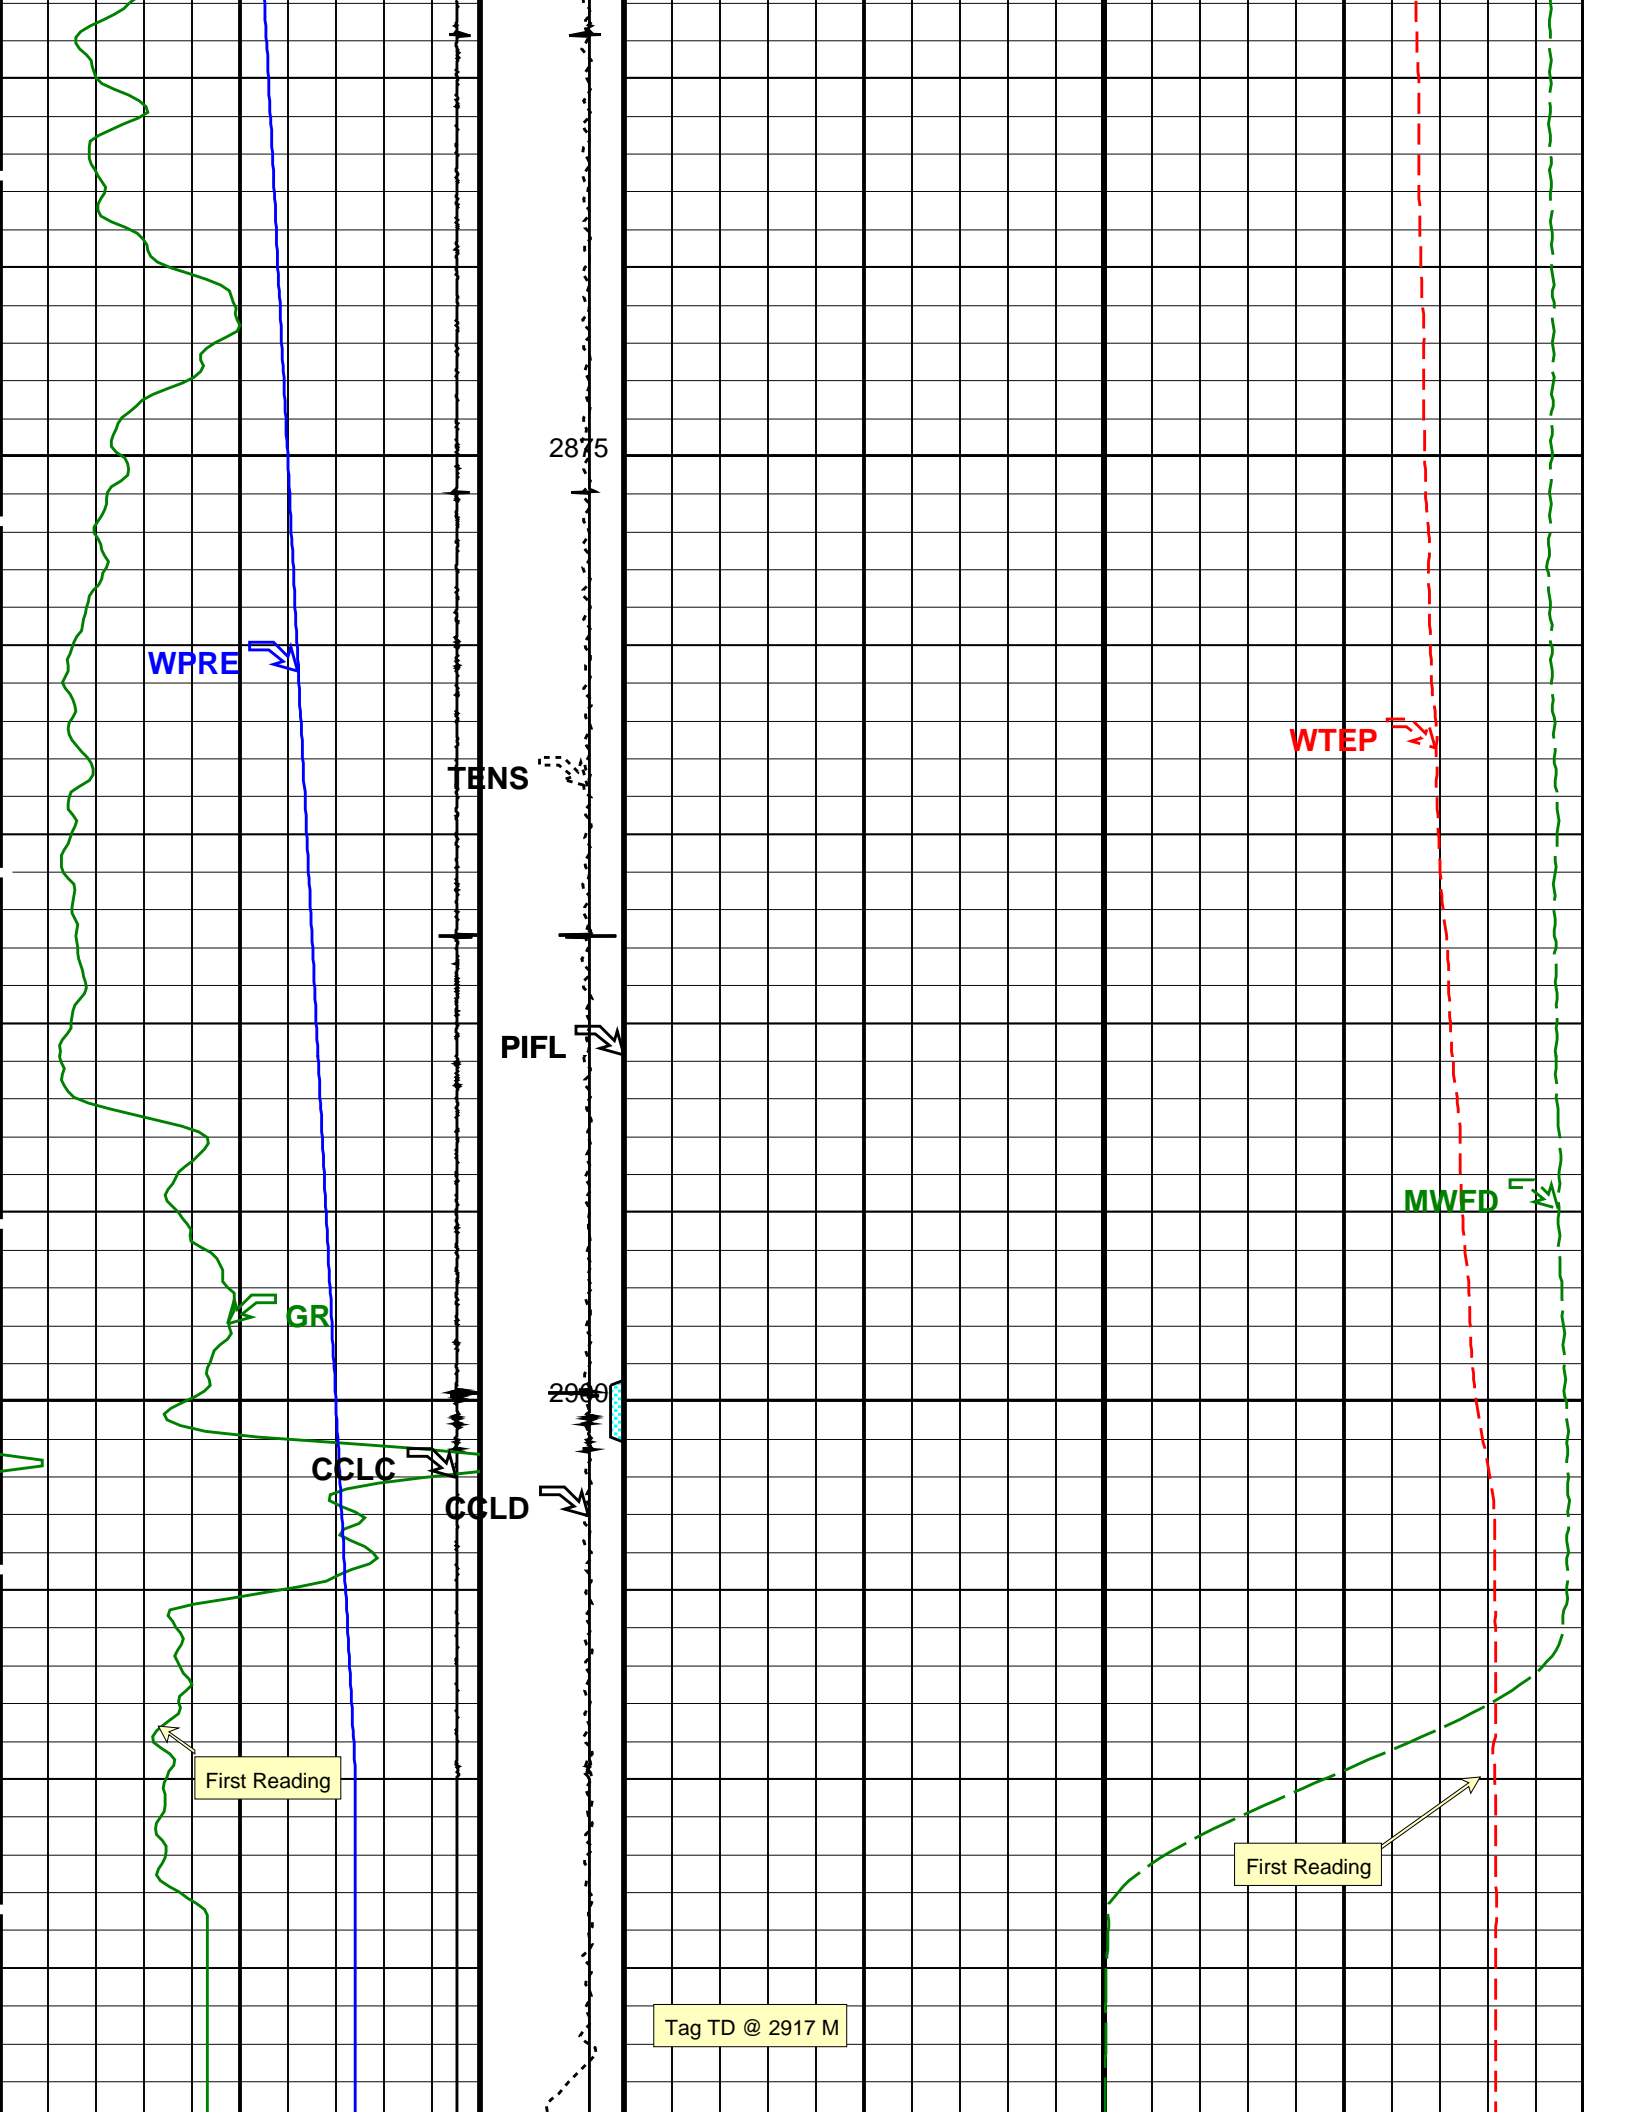 2875
WPRE
WTEP
TENS
PIFL
MWFD
GR
2900
CCLC
CCLD
First Reading
First Reading
Tag TD @ 2917 M